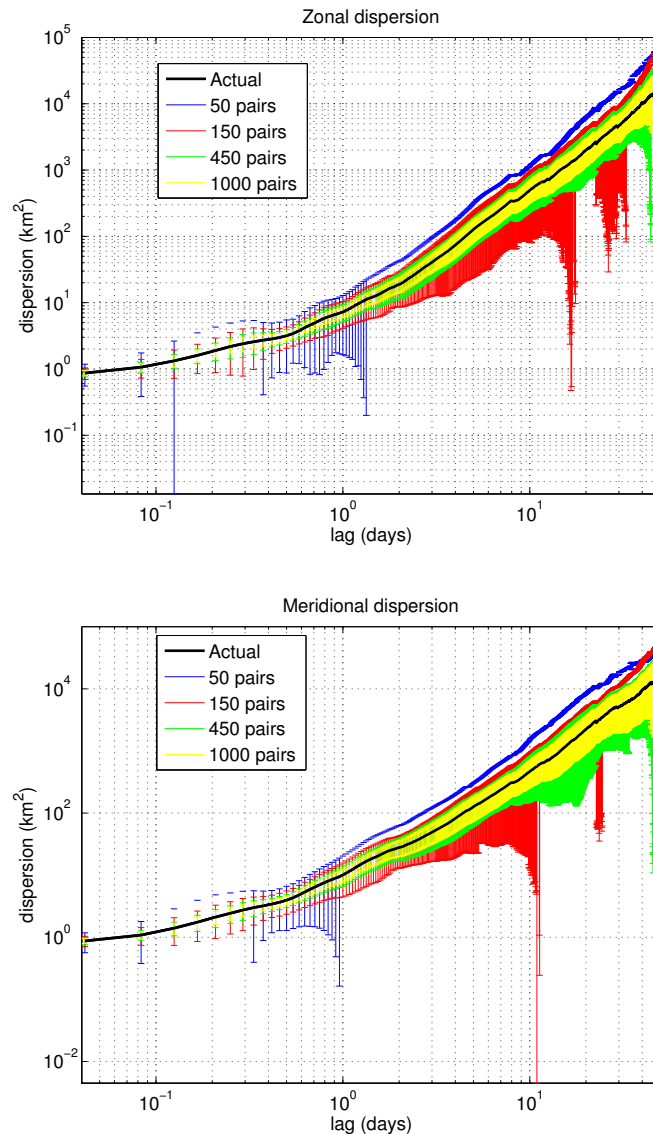 Zonal dispersion
10^5
10^4
10^3
10^2
10^1
10^0
10^−1
dispersion (km^2)
Actual
50 pairs
150 pairs
450 pairs
1000 pairs
10^−1
10^0
10^1
lag (days)
Meridional dispersion
10^4
10^2
10^0
10^−2
dispersion (km^2)
Actual
50 pairs
150 pairs
450 pairs
1000 pairs
10^−1
10^0
10^1
lag (days)